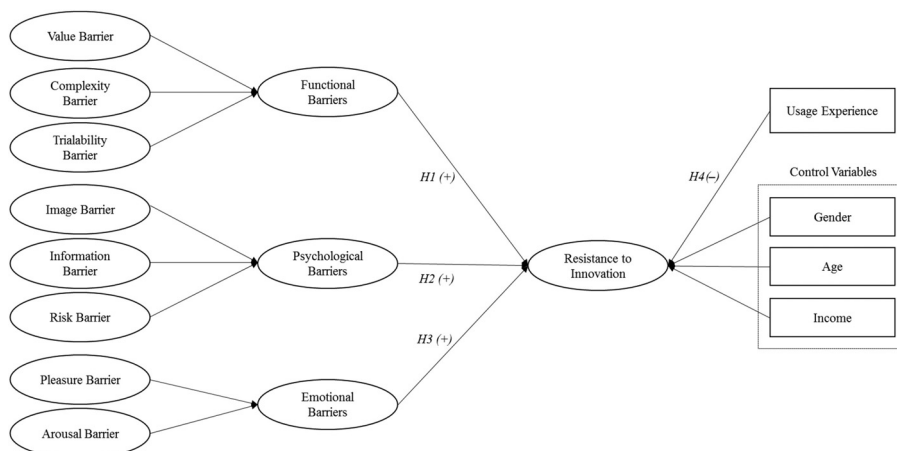 Value Barrier
Complexity
Barrier
Trialability
Barrier
Functional
Barriers
H1 (+)
Image Barrier
Information
Barrier
Risk Barrier
Psychological
Barriers
H2 (+)
Pleasure Barrier
Arousal Barrier
Emotional
Barriers
H3 (+)
Resistance to
Innovation
H4 (–)
Usage Experience
Control Variables
Gender
Age
Income